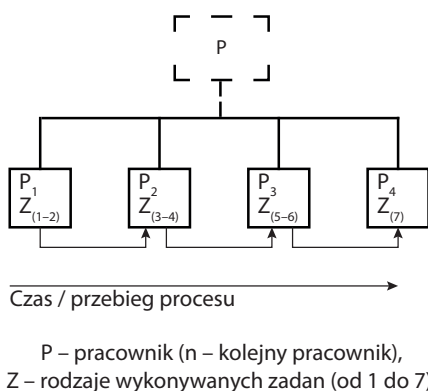 P
P1 P2 P3 P4
Z(1–2) Z(3–4) Z(5–6) Z(7)
Czas / przebieg procesu
P – pracownik (n – kolejny pracownik),
Z – rodzaje wykonywanych zadan (od 1 do 7)